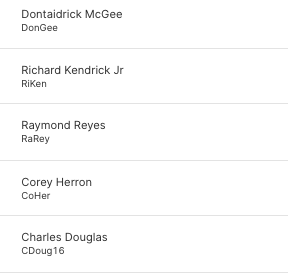 Dontaidrick McGee
DonGee
Richard Kendrick Jr
RiKen
Raymond Reyes
RaRey
Corey Herron
CoHer
Charles Douglas
CDoug16